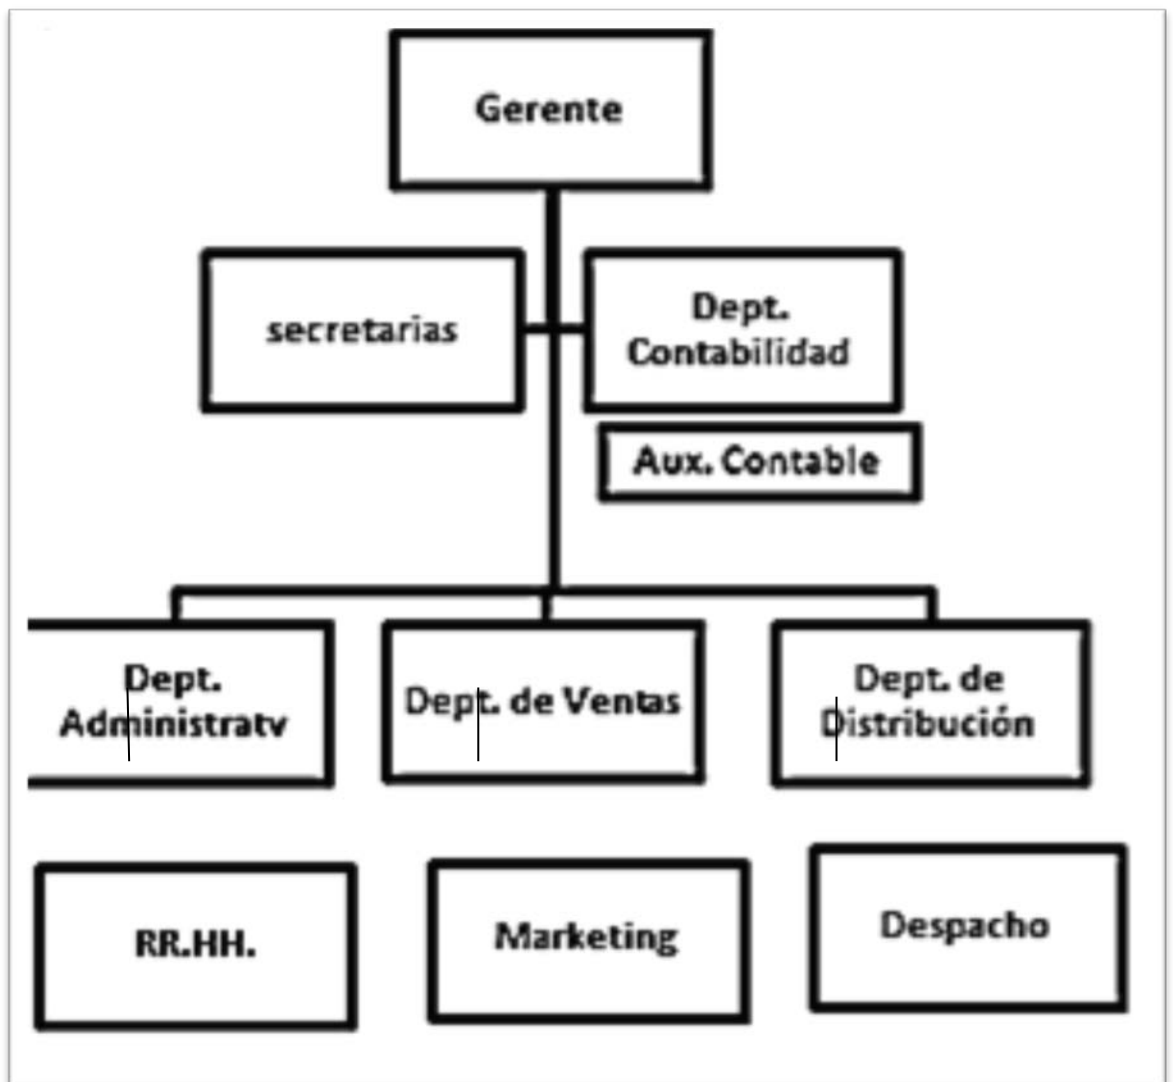 Gerente
secretarias
Dept.
Contabilidad
Aux. Contable
Dept.
Administratv
Dept. de Ventas
Dept. de
Distribución
RR.HH.
Marketing
Despacho